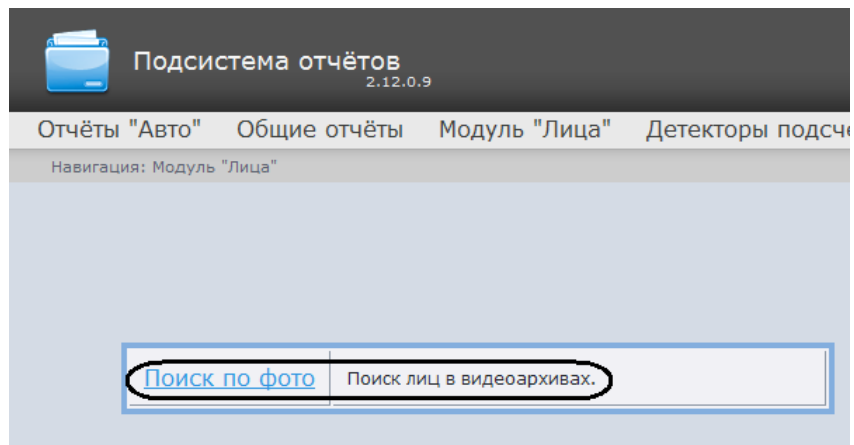 Подсистема отчётов
2.12.0.9
Отчёты "Авто" Общие отчёты Модуль "Лица" Детекторы
Навигация: Модуль "Лица"
Поиск по фото Поиск лиц в видеоархивах.